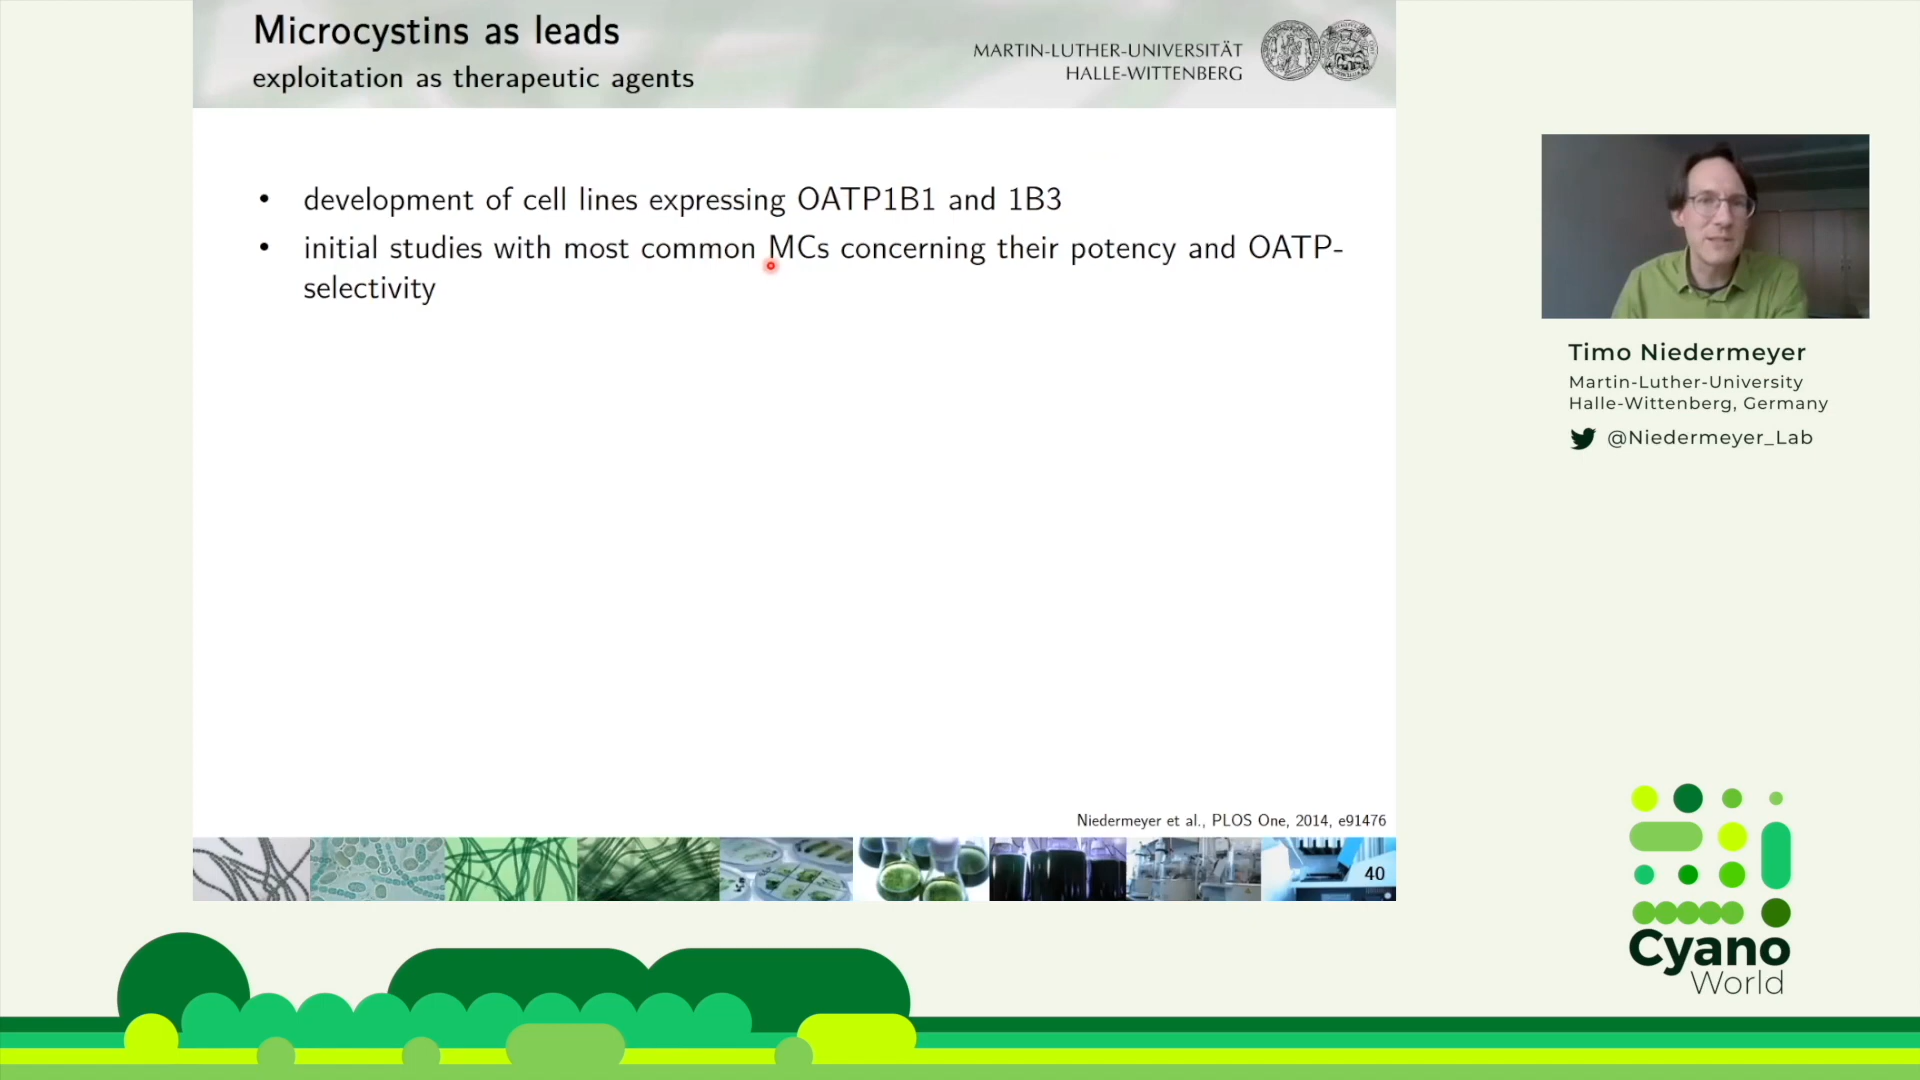 Microcystins as leads
exploitation as therapeutic agents
MARTIN-LUTHER-UNIVERSITÄT
HALLE-WITTENBERG
• development of cell lines expressing OATP1B1 and 1B3
• initial studies with most common MCs concerning their potency and OATP-
selectivity
Niedermeyer et al., PLOS One, 2014, e91476
40
Timo Niedermeyer
Martin-Luther-University
Halle-Wittenberg, Germany
@Niedermeyer_Lab
Cyano
World